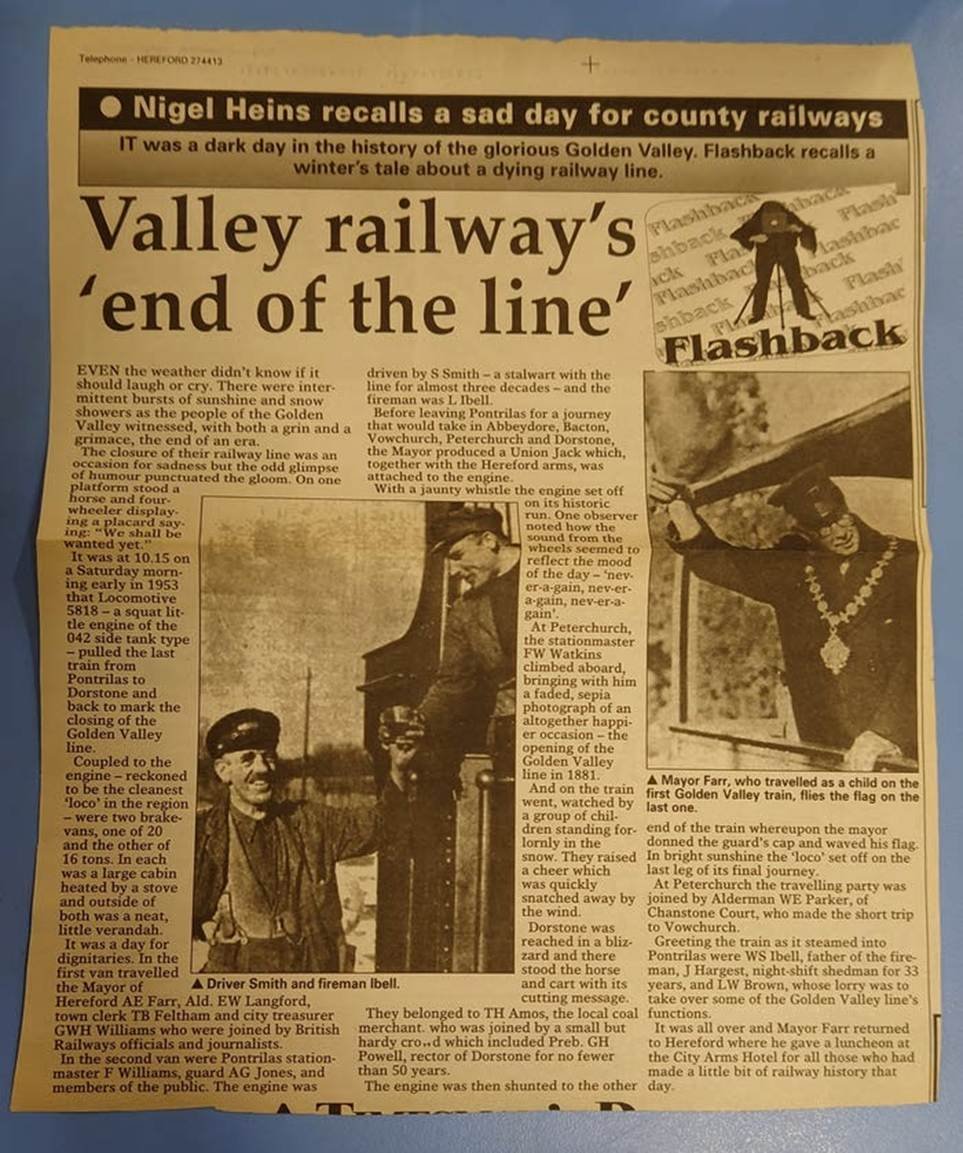 Telephone - HEREFORD 274413
● Nigel Heins recalls a sad day for county railways
IT was a dark day in the history of the glorious Golden Valley. Flashback recalls a
winter's tale about a dying railway line.
Valley railway's
'end of the line'
Flashback
EVEN the weather didn't know if it
should laugh or cry. There were inter-
mittent bursts of sunshine and snow
showers as the people of the Golden
Valley witnessed, with both a grin and a
grimace, the end of an era.
The closure of their railway line was an
occasion for sadness but the odd glimpse
of humour punctuated the gloom. On one
platform stood a
horse and four-
wheeler display-
ing a placard say-
ing: "We shall be
wanted yet."
It was at 10.15 on
a Saturday morn-
ing early in 1953
that Locomotive
5818 – a squat lit-
tle engine of the
042 side tank type
– pulled the last
train from
Pontrilas to
Dorstone and
back to mark the
closing of the
Golden Valley
line.
Coupled to the
engine – reckoned
to be the cleanest
'loco' in the region
– were two brake-
vans, one of 20
and the other of
16 tons. In each
was a large cabin
heated by a stove
and outside of
both was a neat,
little verandah.
It was a day for
dignitaries. In the
first van travelled
the Mayor of
Hereford AE Farr, Ald. EW Langford,
town clerk TB Feltham and city treasurer
GWH Williams who were joined by British
Railways officials and journalists.
In the second van were Pontrilas station-
master F Williams, guard AG Jones, and
members of the public. The engine was
driven by S Smith – a stalwart with the
line for almost three decades – and the
fireman was L Ibell.
Before leaving Pontrilas for a journey
that would take in Abbeydore, Bacton,
Vowchurch, Peterchurch and Dorstone,
the Mayor produced a Union Jack which,
together with the Hereford arms, was
attached to the engine.
With a jaunty whistle the engine set off
on its historic
run. One observer
noted how the
sound from the
wheels seemed to
reflect the mood
of the day – 'nev-
er-a-gain, nev-er-
a-gain, nev-er-a-
gain'.
At Peterchurch,
the stationmaster
FW Watkins
climbed aboard,
bringing with him
a faded, sepia
photograph of an
altogether happi-
er occasion – the
opening of the
Golden Valley
line in 1881.
And on the train
went, watched by
a group of chil-
dren standing for-
lornly in the
snow. They raised
a cheer which
was quickly
snatched away by
the wind.
Dorstone was
reached in a bliz-
zard and there
stood the horse
and cart with its
cutting message.
They belonged to TH Amos, the local coal
merchant. who was joined by a small but
hardy cro..d which included Preb. GH
Powell, rector of Dorstone for no fewer
than 50 years.
The engine was then shunted to the other
▲ Driver Smith and fireman Ibell.
▲ Mayor Farr, who travelled as a child on the
first Golden Valley train, flies the flag on the
last one.
end of the train whereupon the mayor
donned the guard's cap and waved his flag.
In bright sunshine the 'loco' set off on the
last leg of its final journey.
At Peterchurch the travelling party was
joined by Alderman WE Parker, of
Chanstone Court, who made the short trip
to Vowchurch.
Greeting the train as it steamed into
Pontrilas were WS Ibell, father of the fire-
man, J Hargest, night-shift shedman for 33
years, and LW Brown, whose lorry was to
take over some of the Golden Valley line's
functions.
It was all over and Mayor Farr returned
to Hereford where he gave a luncheon at
the City Arms Hotel for all those who had
made a little bit of railway history that
day.